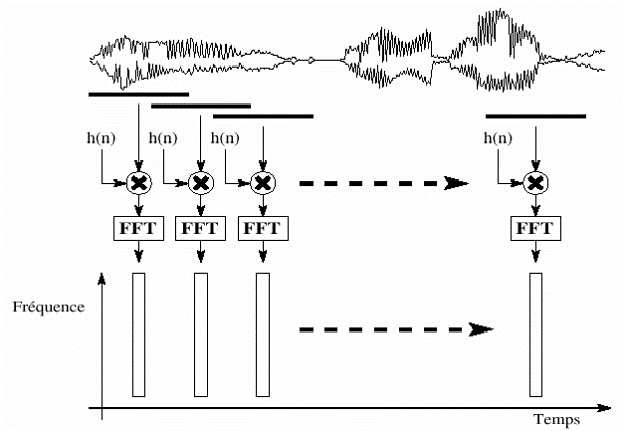 h(n) h(n) h(n) h(n)
FFT FFT FFT FFT
Fréquence
Temps